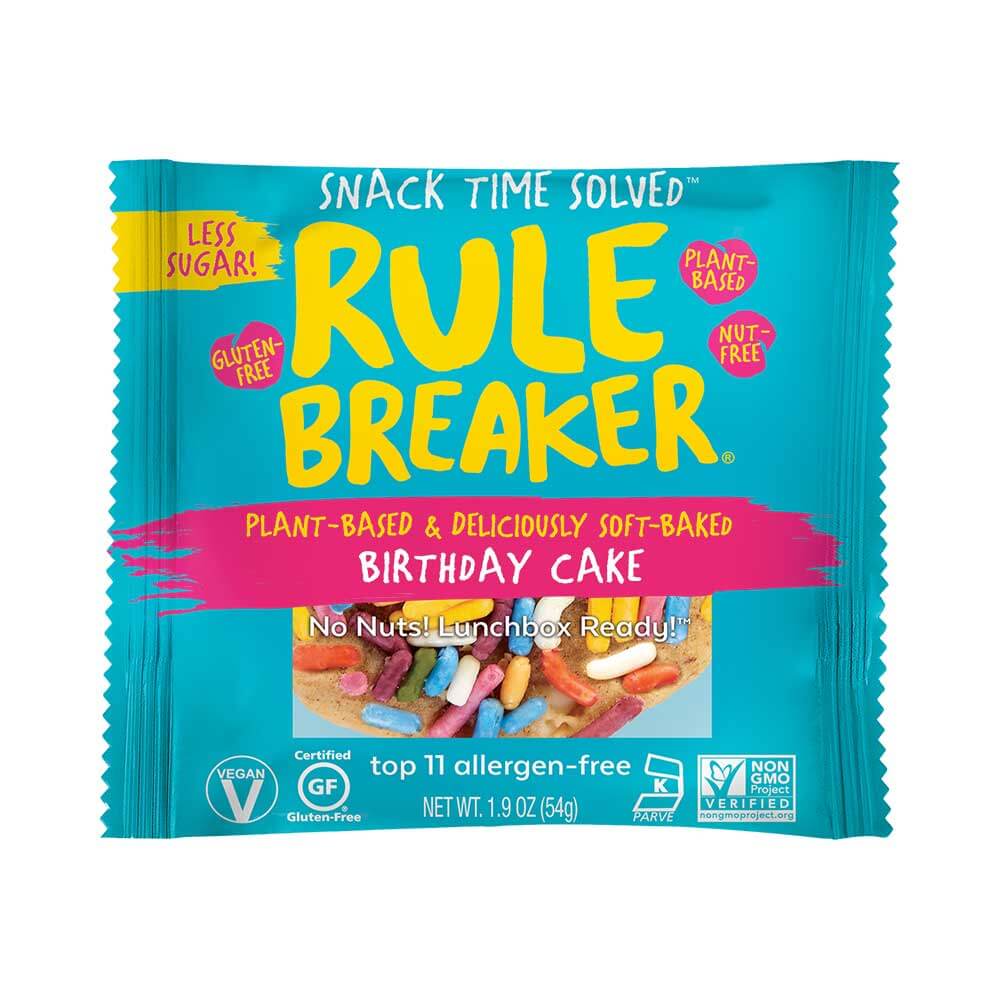 SNACK TIME SOLVED™
LESS
SUGAR!
RULE
BREAKER®
PLANT-
BASED
GLUTEN-
FREE
NUT-
FREE
PLANT-BASED & DELICIOUSLY SOFT-BAKED
BIRTHDAY CAKE
No Nuts! Lunchbox Ready!™
VEGAN
V
Certified
GF®
Gluten-Free
top 11 allergen-free
NET WT. 1.9 OZ (54g)
K
PARVE
NON
GMO
Project
VERIFIED
nongmoproject.org